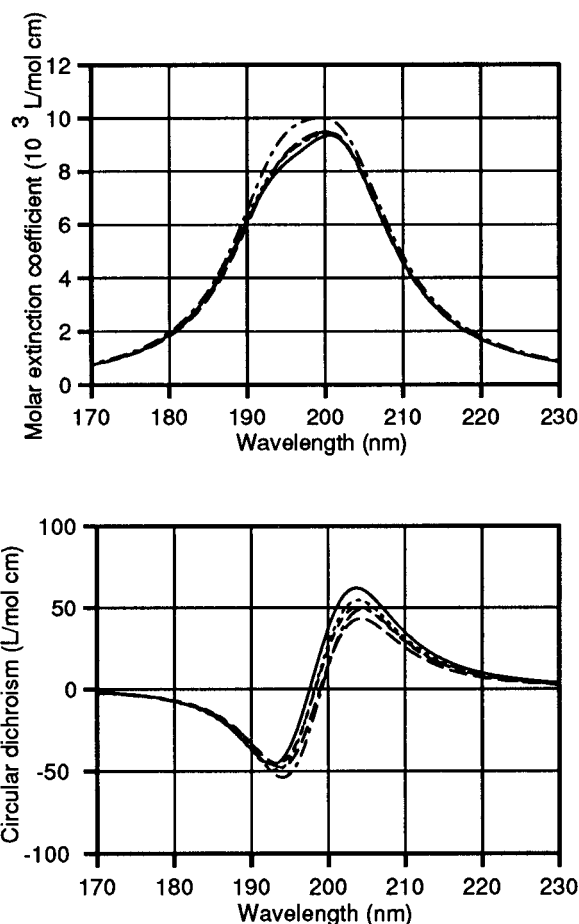 Molar extinction coefficient (10 3 L/mol cm)
12
10
8
6
4
2
0
170 180 190 200 210 220 230
Wavelength (nm)
Circular dichroism (L/mol cm)
100
50
0
-50
-100
170 180 190 200 210 220 230
Wavelength (nm)